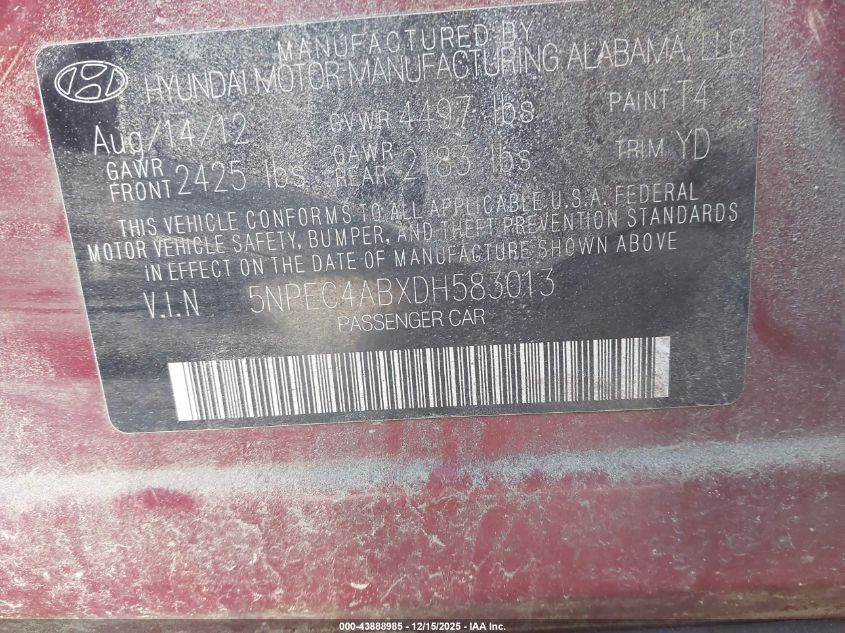 MANUFACTURED BY
HYUNDAI MOTOR MANUFACTURING ALABAMA, LLC
Aug/14/12 GVWR 4497 lbs PAINT T4
GAWR FRONT 2425 lbs GAWR REAR 2183 lbs TRIM YD
THIS VEHICLE CONFORMS TO ALL APPLICABLE U.S.A. FEDERAL
MOTOR VEHICLE SAFETY, BUMPER, AND THEFT PREVENTION STANDARDS
IN EFFECT ON THE DATE OF MANUFACTURE SHOWN ABOVE
V.I.N 5NPEC4ABXDH583013
PASSENGER CAR
000-43888985 - 12/15/2025 - IAA Inc.